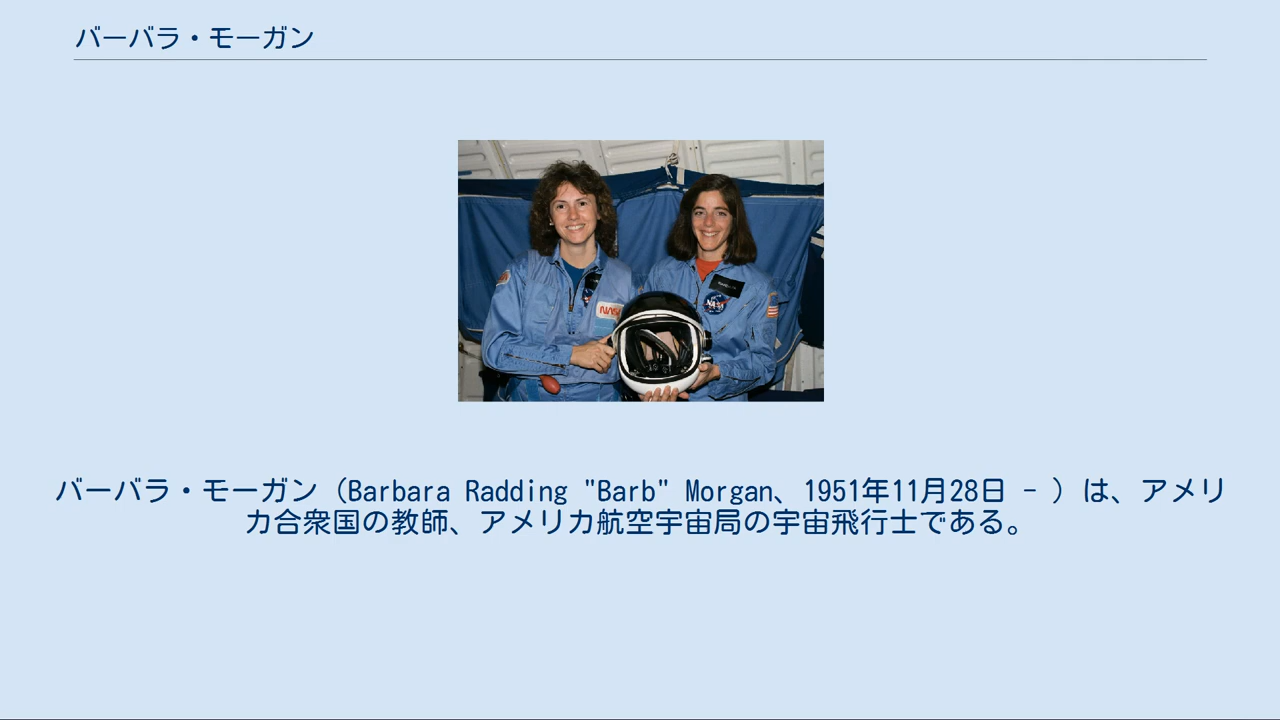 バーバラ・モーガン
NASA
NASA
バーバラ・モーガン（Barbara Radding "Barb" Morgan、1951年11月28日 - ）は、アメリ
カ合衆国の教師、アメリカ航空宇宙局の宇宙飛行士である。